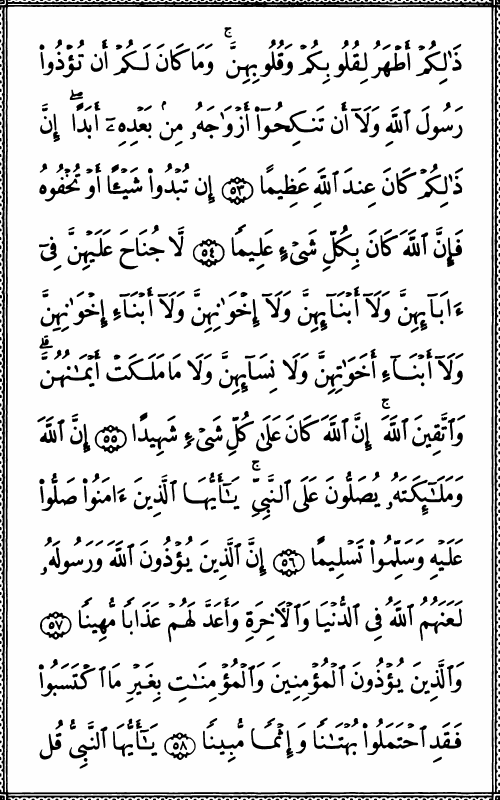 ذَٰلِكُمۡ أَطۡهَرُ لِقُلُوبِكُمۡ وَقُلُوبِهِنَّۚ وَمَا كَانَ لَكُمۡ أَن تُؤۡذُواْ
رَسُولَ ٱللَّهِ وَلَآ أَن تَنكِحُوٓاْ أَزۡوَٰجَهُۥ مِنۢ بَعۡدِهِۦٓ أَبَدًاۖ إِنَّ
ذَٰلِكُمۡ كَانَ عِندَ ٱللَّهِ عَظِيمًا ٥٣ إِن تُبۡدُواْ شَيۡـًٔا أَوۡ تُخۡفُوهُ
فَإِنَّ ٱللَّهَ كَانَ بِكُلِّ شَيۡءٍ عَلِيمٗا ٥٤ لَّا جُنَاحَ عَلَيۡهِنَّ فِيٓ
ءَابَآئِهِنَّ وَلَآ أَبۡنَآئِهِنَّ وَلَآ إِخۡوَٰنِهِنَّ وَلَآ أَبۡنَآءِ إِخۡوَٰنِهِنَّ
وَلَآ أَبۡنَآءِ أَخَوَٰتِهِنَّ وَلَا نِسَآئِهِنَّ وَلَا مَا مَلَكَتۡ أَيۡمَٰنُهُنَّۗ
وَٱتَّقِينَ ٱللَّهَۚ إِنَّ ٱللَّهَ كَانَ عَلَىٰ كُلِّ شَيۡءٖ شَهِيدًا ٥٥ إِنَّ ٱللَّهَ
وَمَلَٰٓئِكَتَهُۥ يُصَلُّونَ عَلَى ٱلنَّبِيِّۚ يَٰٓأَيُّهَا ٱلَّذِينَ ءَامَنُواْ صَلُّواْ
عَلَيۡهِ وَسَلِّمُواْ تَسۡلِيمًا ٥٦ إِنَّ ٱلَّذِينَ يُؤۡذُونَ ٱللَّهَ وَرَسُولَهُۥ
لَعَنَهُمُ ٱللَّهُ فِي ٱلدُّنۡيَا وَٱلۡأٓخِرَةِ وَأَعَدَّ لَهُمۡ عَذَابٗا مُّهِينٗا ٥٧
وَٱلَّذِينَ يُؤۡذُونَ ٱلۡمُؤۡمِنِينَ وَٱلۡمُؤۡمِنَٰتِ بِغَيۡرِ مَا ٱكۡتَسَبُواْ
فَقَدِ ٱحۡتَمَلُواْ بُهۡتَٰنٗا وَإِثۡمٗا مُّبِينٗا ٥٨ يَٰٓأَيُّهَا ٱلنَّبِيُّ قُل